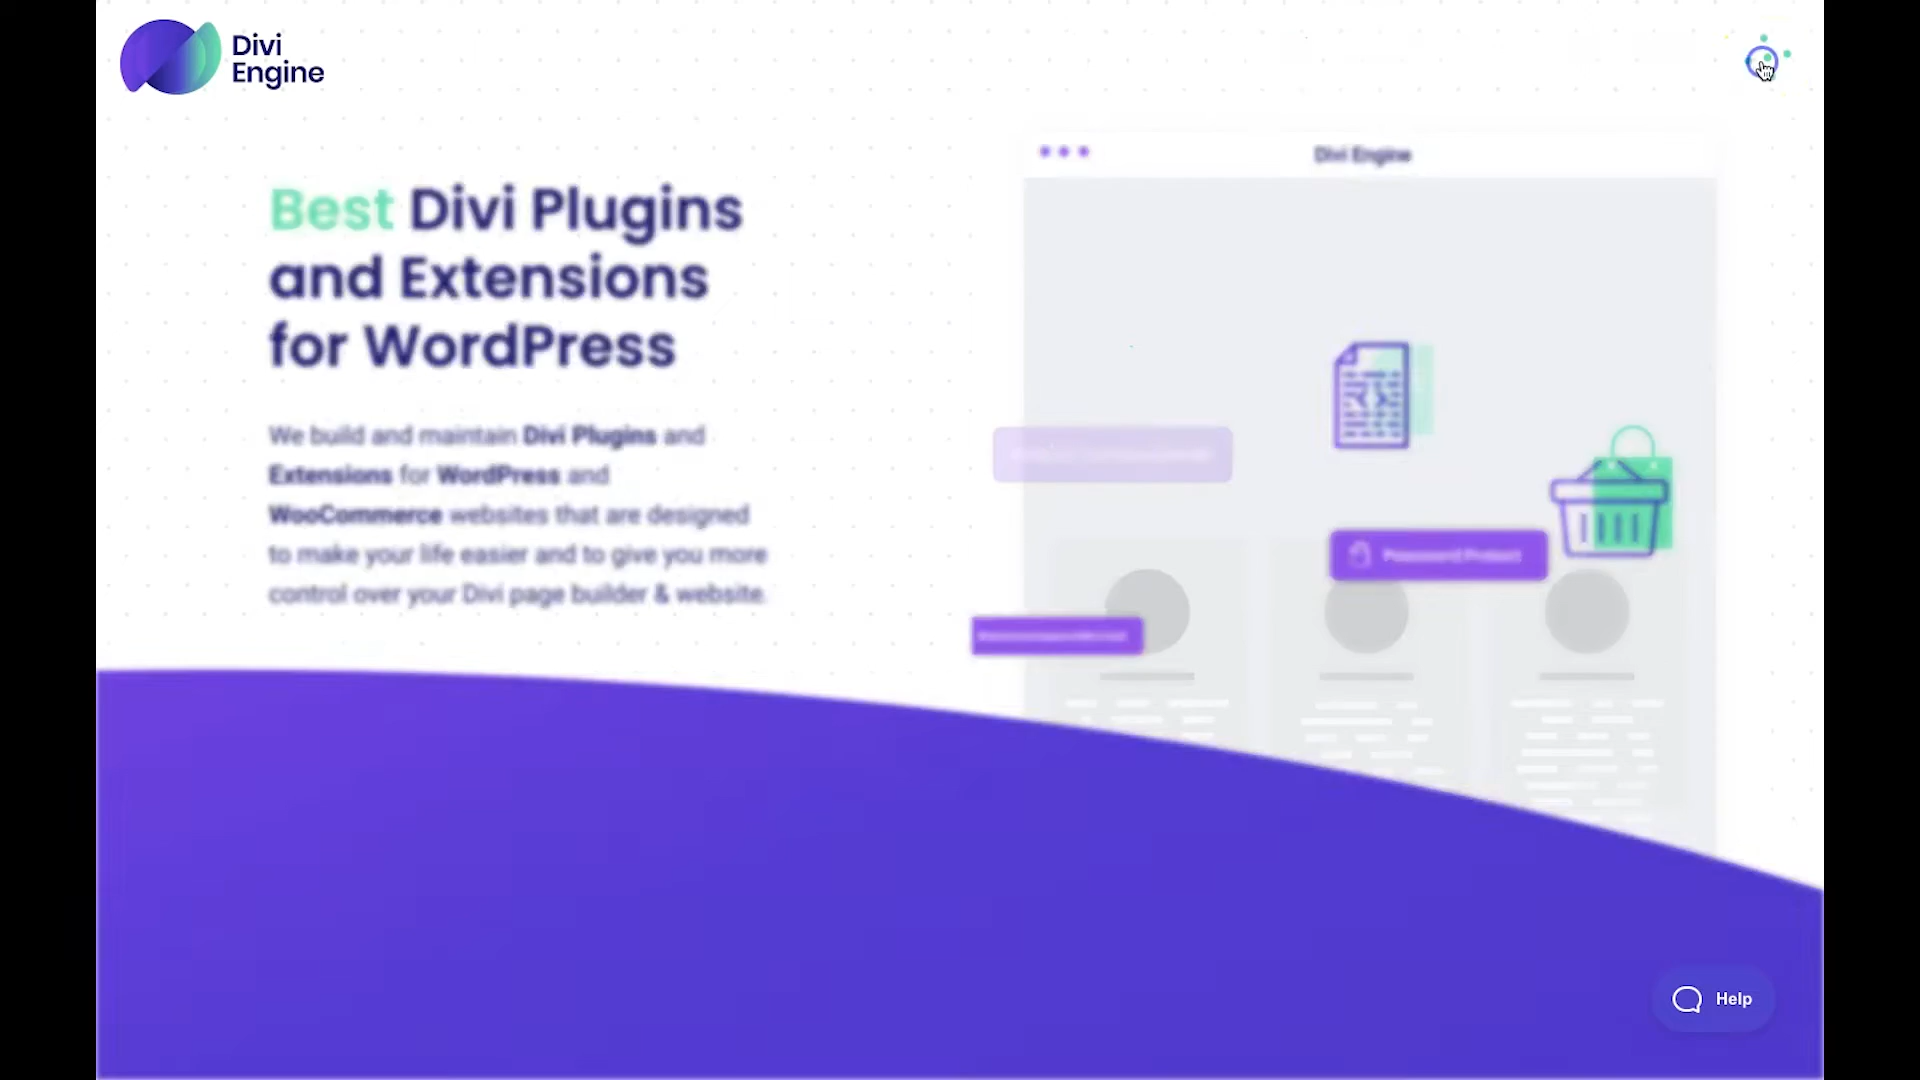 Divi
Engine
Divi Engine
Best Divi Plugins
and Extensions
for WordPress
We build and maintain Divi Plugins and
Extensions for WordPress and
WooCommerce websites that are designed
to make your life easier and to give you more
control over your Divi page builder & website.
Password Protect
Help